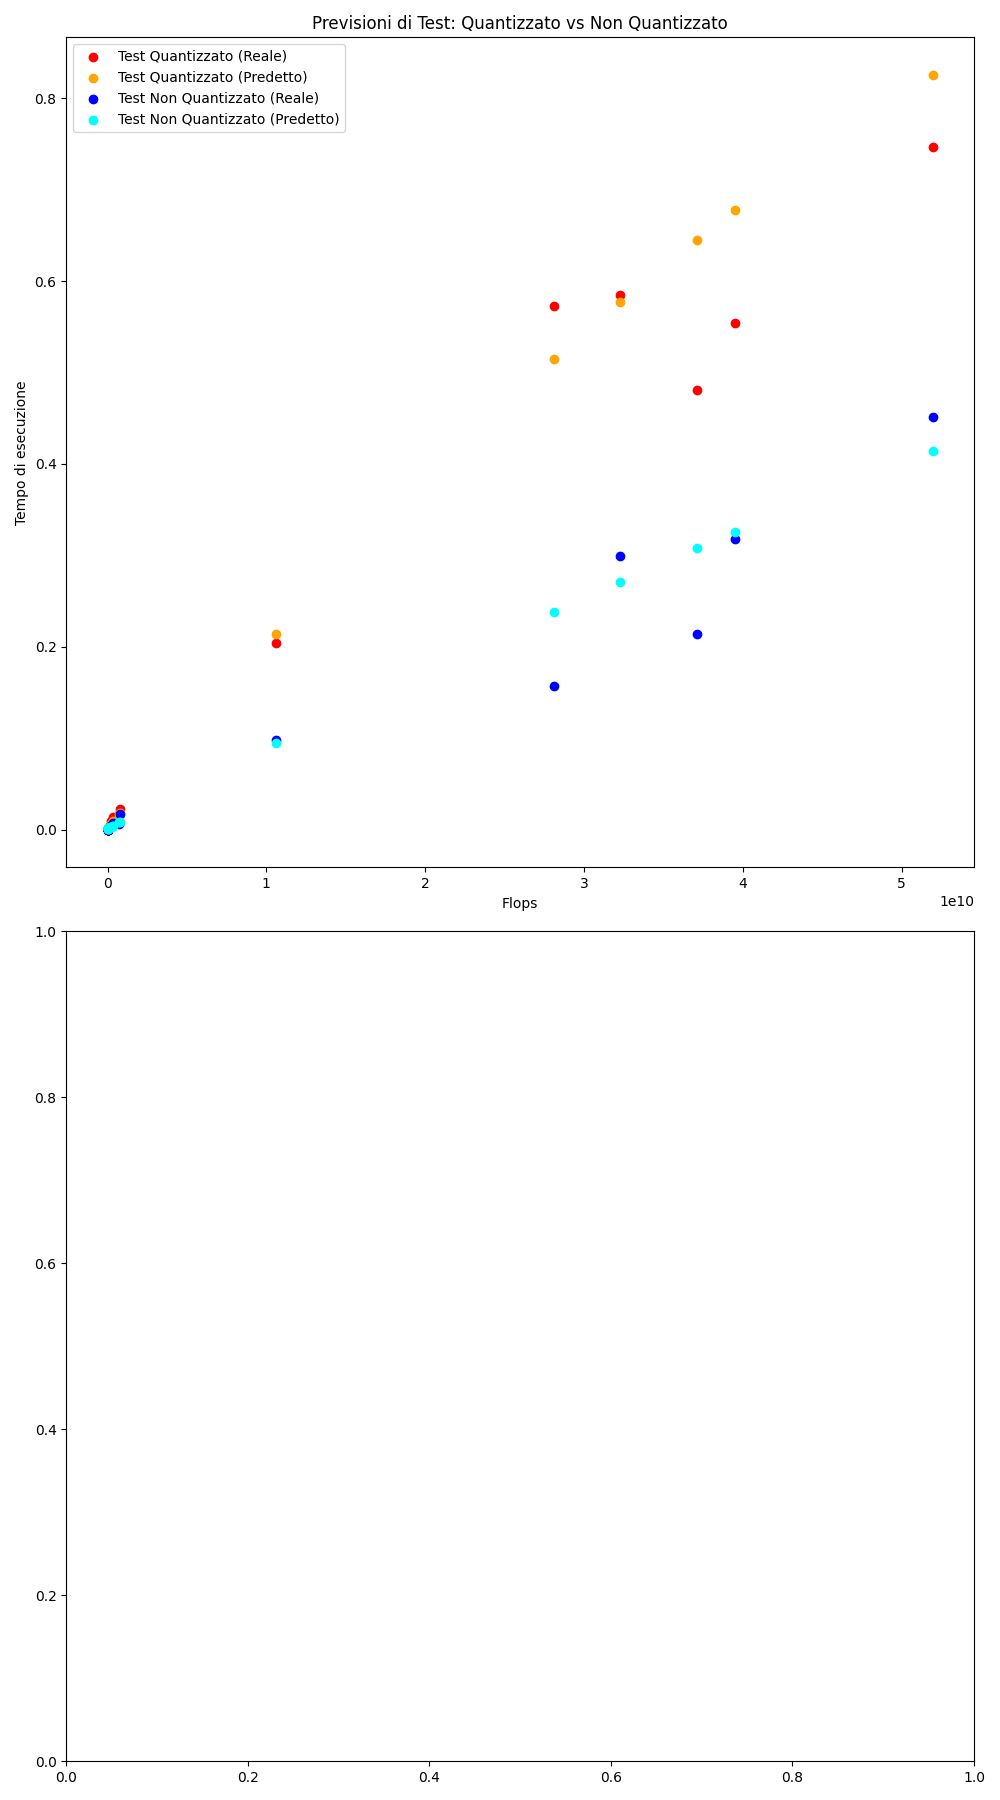 Previsioni di Test: Quantizzato vs Non Quantizzato
Test Quantizzato (Reale)
Test Quantizzato (Predetto)
Test Non Quantizzato (Reale)
Test Non Quantizzato (Predetto)
0.8
0.6
0.4
0.2
0.0
Tempo di esecuzione
0 1 2 3 4 5
1e10
Flops
1.0
0.8
0.6
0.4
0.2
0.0
0.0 0.2 0.4 0.6 0.8 1.0